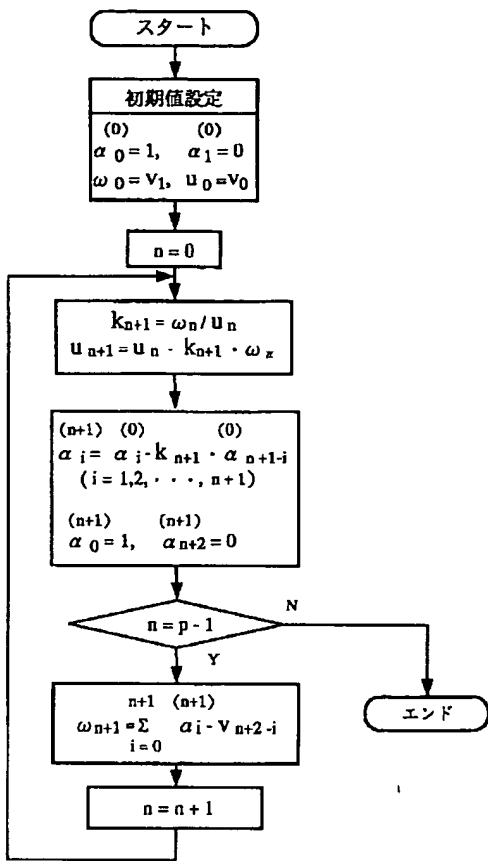 スタート
初期値設定
(0) (0)
α 0 = 1, α 1 = 0
ω 0 = V1, u 0 = V0
n = 0
k n+1 = ω n / u n
u n+1 = u n - k n+1 · ω n
(n+1) (0) (0)
α i = α i - k n+1 · α n+1-i
( i = 1,2, · · · , n + 1 )
(n+1) (n+1)
α 0 = 1, α n+2 = 0
n = p - 1
N
Y
n+1 (n+1)
ω n+1 = Σ α i - V n+2-i
i = 0
エンド
n = n + 1